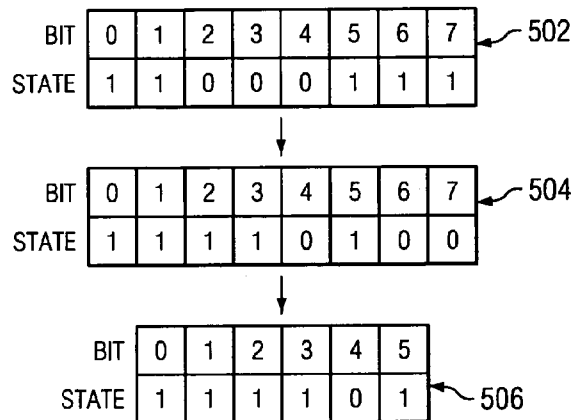 BIT 0 1 2 3 4 5 6 7 502
STATE 1 1 0 0 0 1 1 1
BIT 0 1 2 3 4 5 6 7 504
STATE 1 1 1 1 0 1 0 0
BIT 0 1 2 3 4 5
STATE 1 1 1 1 0 1 506